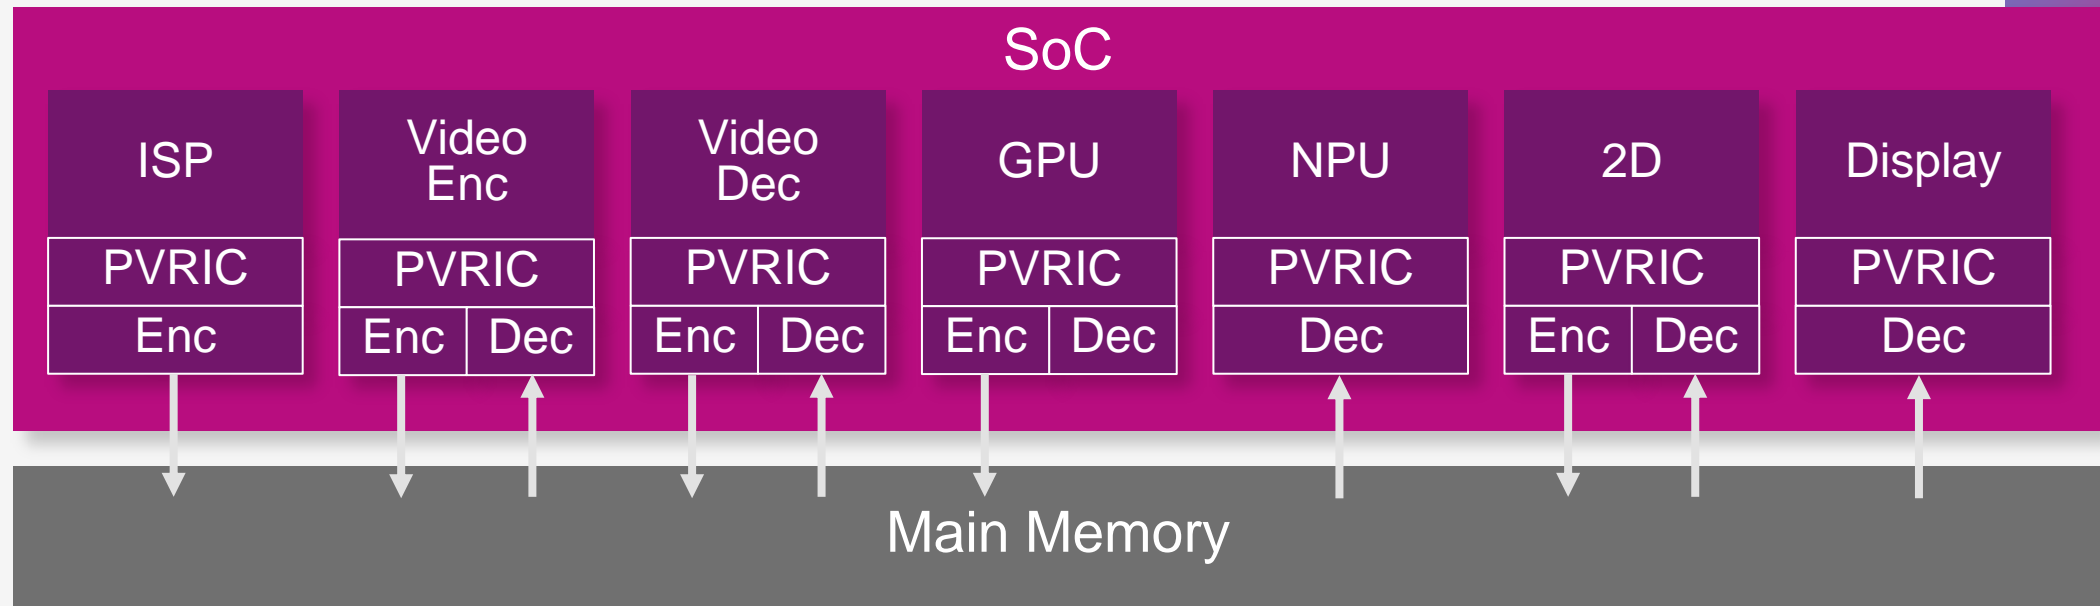 SoC
ISP
Video
Enc
Video
Dec
GPU
NPU
2D
Display
PVRIC
PVRIC
PVRIC
PVRIC
PVRIC
PVRIC
PVRIC
Enc
Enc Dec
Enc Dec
Enc Dec
Dec
Enc Dec
Dec
Main Memory